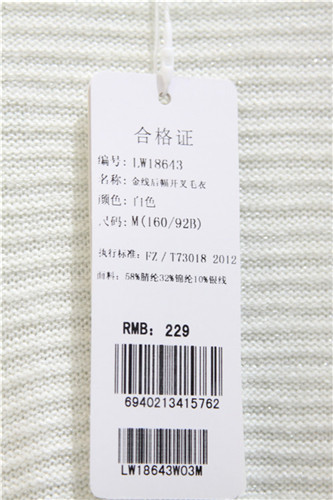 合格证
编号: LW18643
名称: 金线后幅开叉毛衣
颜色: 白色
尺码: M(160/92B)
执行标准: FZ/T73018 2012
面料: 58%腈纶32%锦纶10%银线
RMB: 229
6940213415762
LW18643W03M